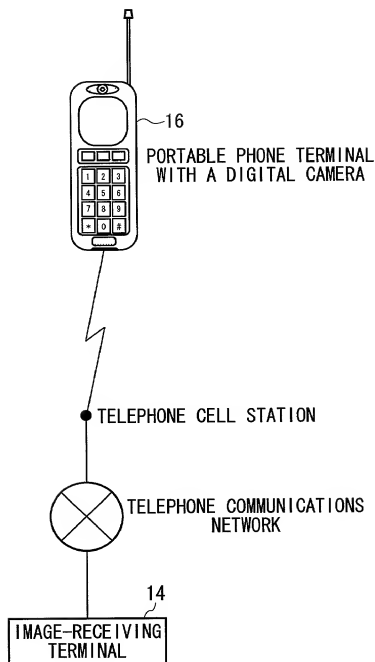 16
PORTABLE PHONE TERMINAL
WITH A DIGITAL CAMERA
1 2 3
4 5 6
7 8 9
* 0 #
TELEPHONE CELL STATION
TELEPHONE COMMUNICATIONS
NETWORK
14
IMAGE-RECEIVING
TERMINAL